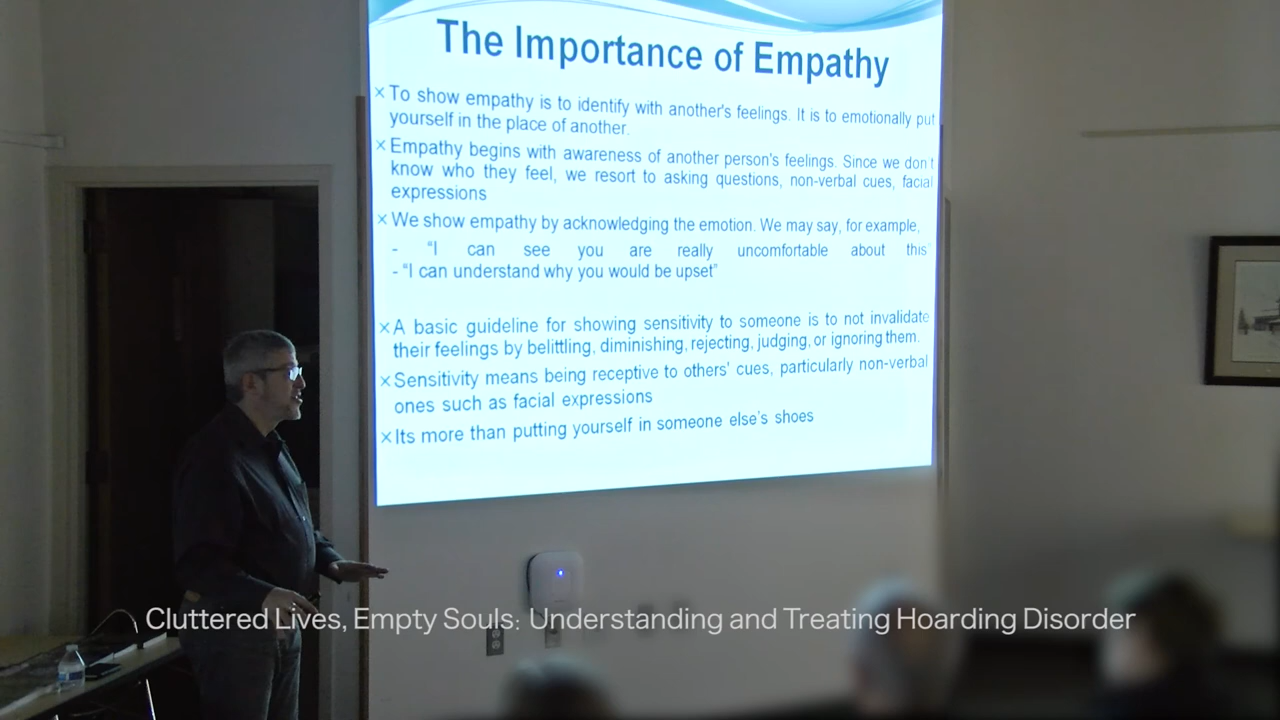 The Importance of Empathy
× To show empathy is to identify with another's feelings. It is to emotionally put
yourself in the place of another.
× Empathy begins with awareness of another person's feelings. Since we don't
know who they feel, we resort to asking questions, non-verbal cues, facial
expressions
× We show empathy by acknowledging the emotion. We may say, for example,
- “I can see you are really uncomfortable about this”
- “I can understand why you would be upset”
× A basic guideline for showing sensitivity to someone is to not invalidate
their feelings by belittling, diminishing, rejecting, judging, or ignoring them.
× Sensitivity means being receptive to others' cues, particularly non-verbal
ones such as facial expressions
× Its more than putting yourself in someone else's shoes
Cluttered Lives, Empty Souls: Understanding and Treating Hoarding Disorder